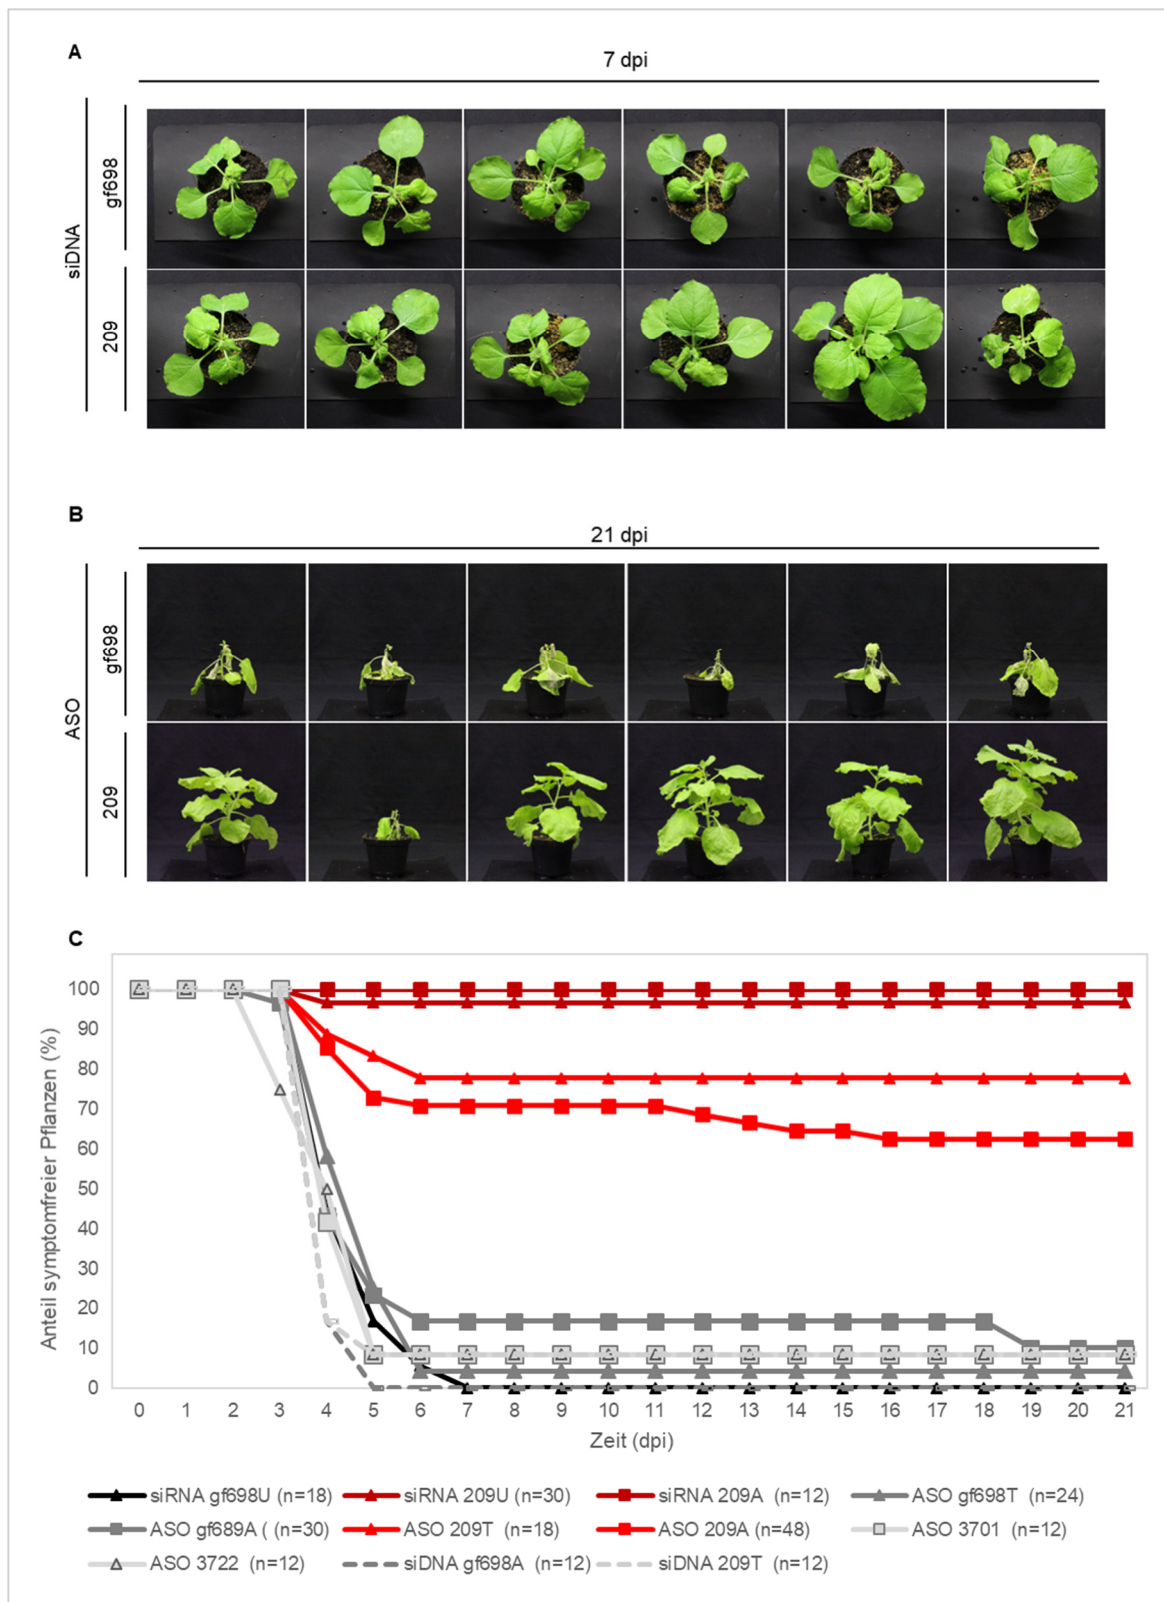 A
7 dpi
siDNA
gf698
209
B
21 dpi
ASO
gf698
209
C
Anteil symptomfreier Pflanzen (%)
100
90
80
70
60
50
40
30
20
10
0
0 1 2 3 4 5 6 7 8 9 10 11 12 13 14 15 16 17 18 19 20 21
Zeit (dpi)
siRNA gf698U (n=18) siRNA 209U (n=30) siRNA 209A (n=12) ASO gf698T (n=24)
ASO gf689A ( (n=30) ASO 209T (n=18) ASO 209A (n=48) ASO 3701 (n=12)
ASO 3722 (n=12) siDNA gf698A (n=12) siDNA 209T (n=12)